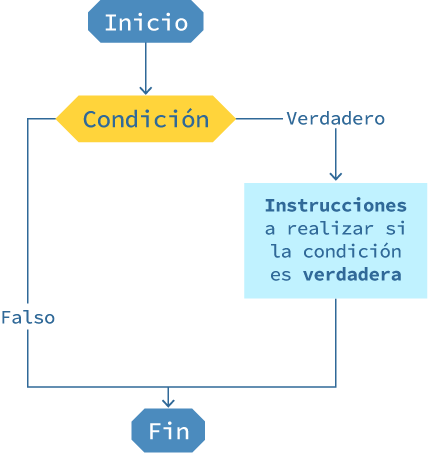 Inicio
Condición
Verdadero
Instrucciones
a realizar si
la condición
es verdadera
Falso
Fin